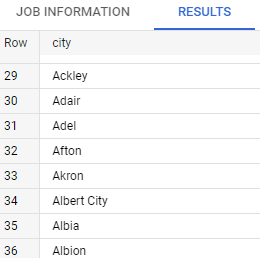 JOB INFORMATION RESULTS
Row city
29 Ackley
30 Adair
31 Adel
32 Afton
33 Akron
34 Albert City
35 Albia
36 Albion